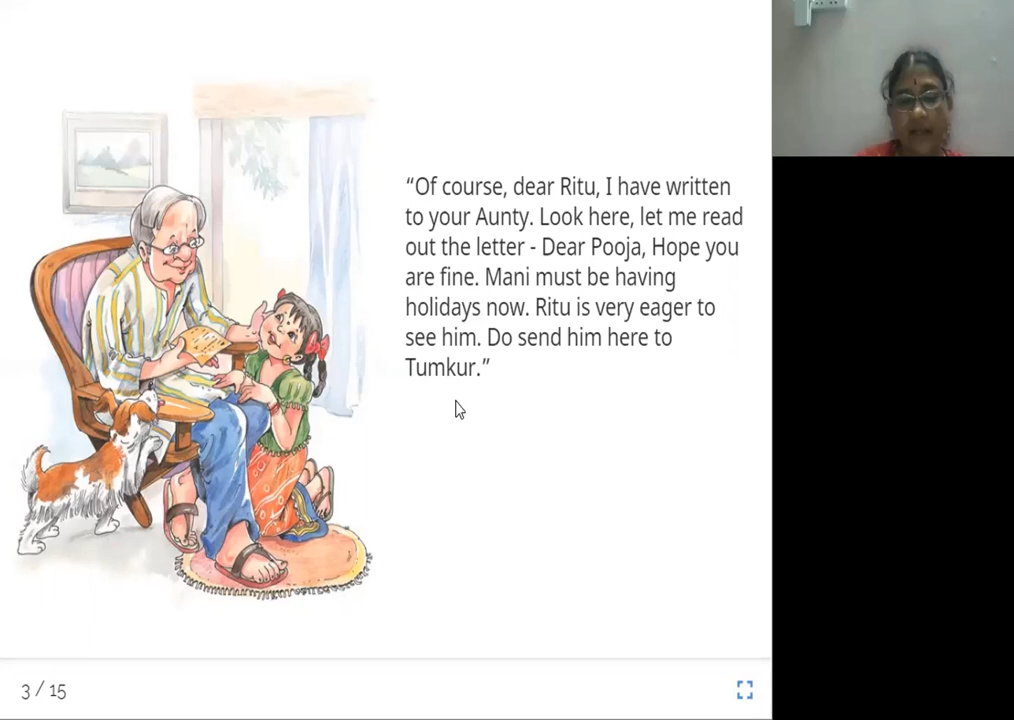 “Of course, dear Ritu, I have written
to your Aunty. Look here, let me read
out the letter - Dear Pooja, Hope you
are fine. Mani must be having
holidays now. Ritu is very eager to
see him. Do send him here to
Tumkur.”
3 / 15